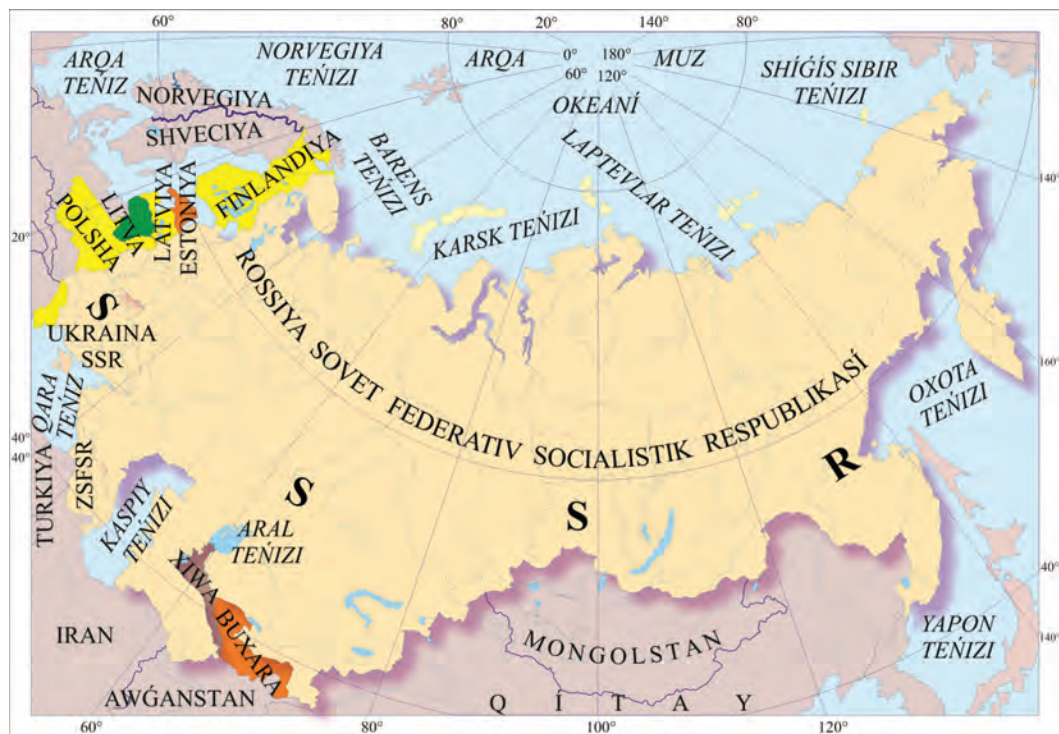 60°
80°
20°
140°
80°
ARQA
TEŃIZ
NORVEGIYA
TEŃIZI
ARQA
MUZ
OKEANÍ
0°
180°
60°
120°
SHÍǴÍS SIBIR
TEŃIZI
NORVEGIYA
SHVECIYA
FINLANDIYA
BARENS
TEŃIZI
LAPTEVLAR TEŃIZI
KARSK TEŃIZI
140°
LATVIYA
ESTONIYA
LITVA
POLSHA
20°
S
UKRAINA
SSR
ROSSIYA SOVET FEDERATIV SOCIALISTIK RESPUBLIKASÍ
160°
OXOTA
TEŃIZI
QARA
TEŃIZ
TURKIYA
ZSFSR
40°
40°
KASPIY
TEŃIZI
S
S
R
ARAL
TEŃIZI
XIWA
BUXARA
40°
IRAN
AWǴANSTAN
MONGOLSTAN
QÍTAY
YAPON
TEŃIZI
140°
60°
80°
100°
120°